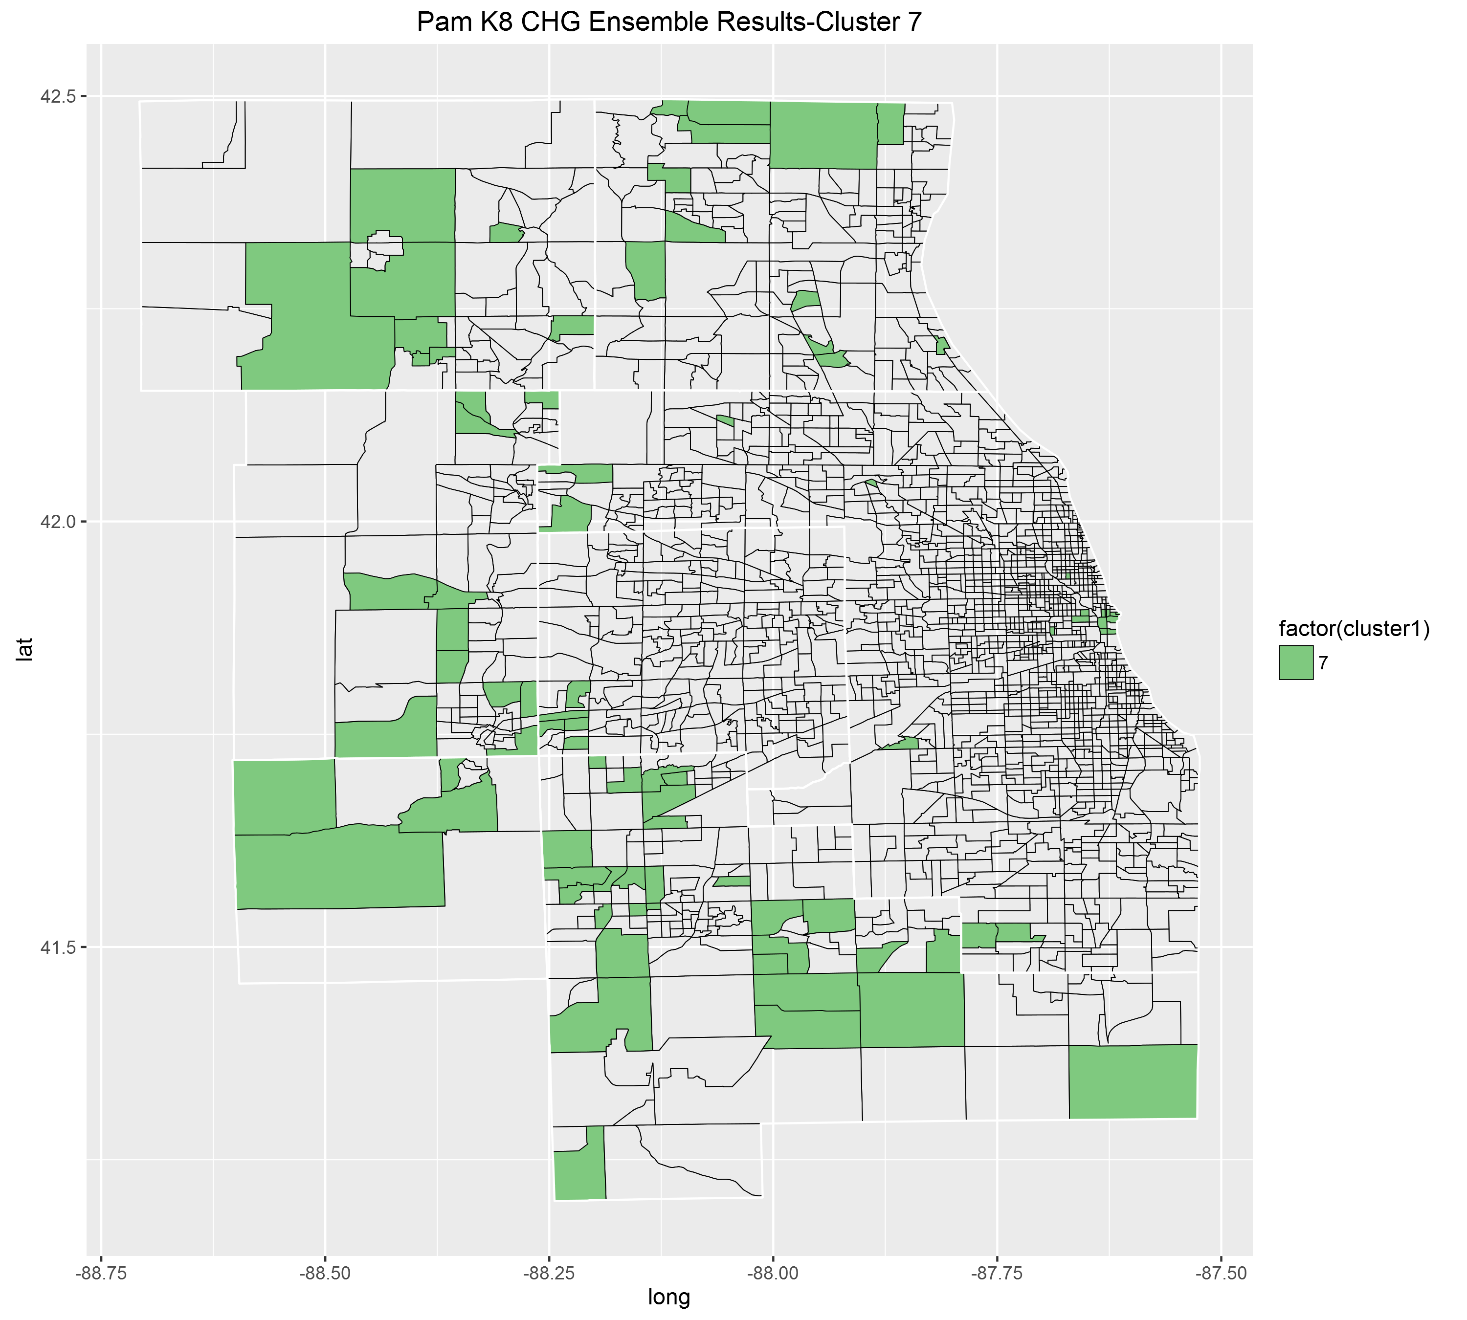 Pam K8 CHG Ensemble Results-Cluster 7
42.5
42.0
41.5
lat
-88.75
-88.50
-88.25
-88.00
-87.75
-87.50
long
factor(cluster1)
7